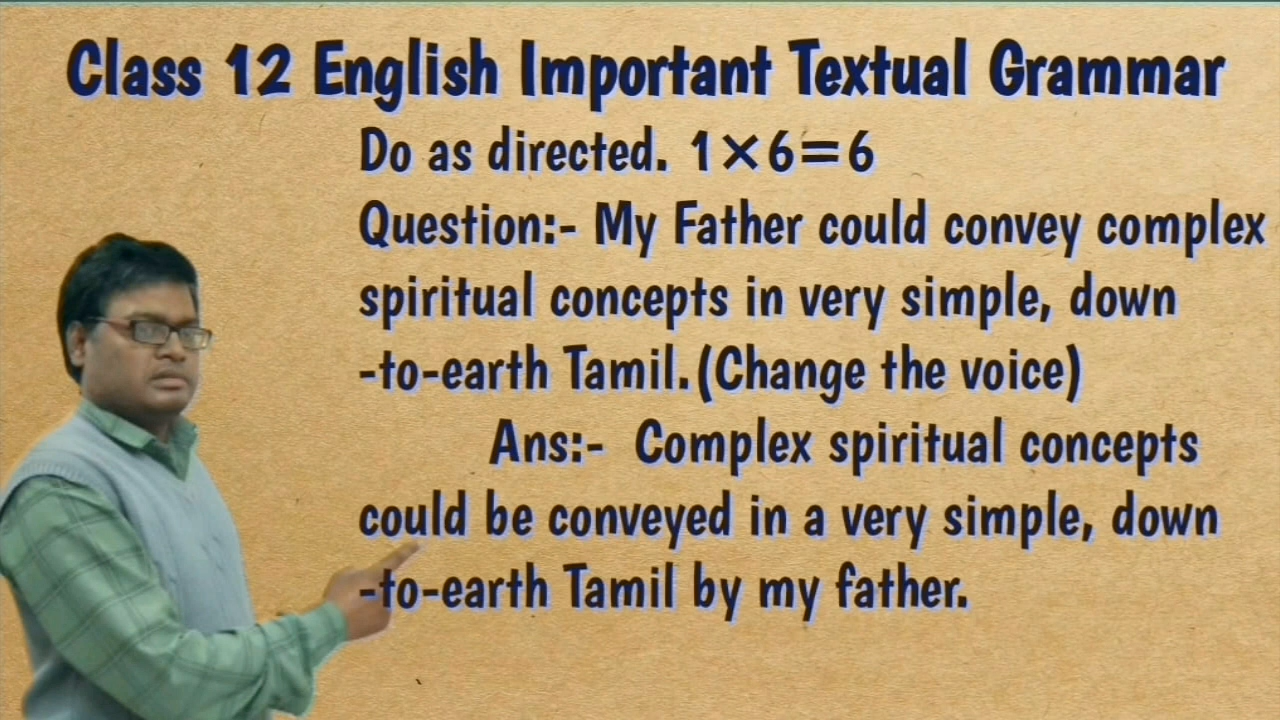 Class 12 English Important Textual Grammar
Do as directed. 1×6=6
Question:- My Father could convey complex
spiritual concepts in very simple, down
-to-earth Tamil.(Change the voice)
Ans:- Complex spiritual concepts
could be conveyed in a very simple, down
-to-earth Tamil by my father.